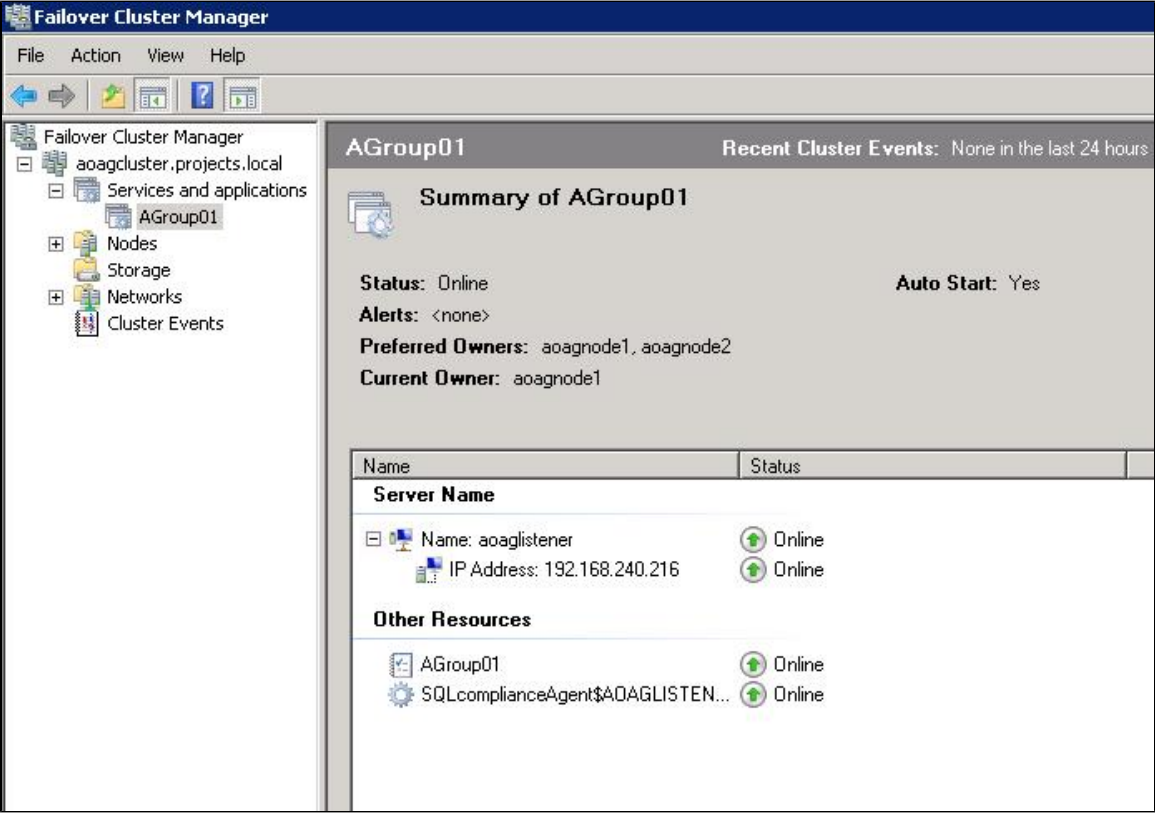 Failover Cluster Manager
File Action View Help
Failover Cluster Manager
aoagcluster.projects.local
Services and applications
AGroup01
Nodes
Storage
Networks
Cluster Events
AGroup01 Recent Cluster Events: None in the last 24 hours
Summary of AGroup01
Status: Online Auto Start: Yes
Alerts: <none>
Preferred Owners: aoagnode1, aoagnode2
Current Owner: aoagnode1
Name Status
Server Name
Name: aoaglistener Online
IP Address: 192.168.240.216 Online
Other Resources
AGroup01 Online
SQLcomplianceAgent$AOAGLISTEN... Online